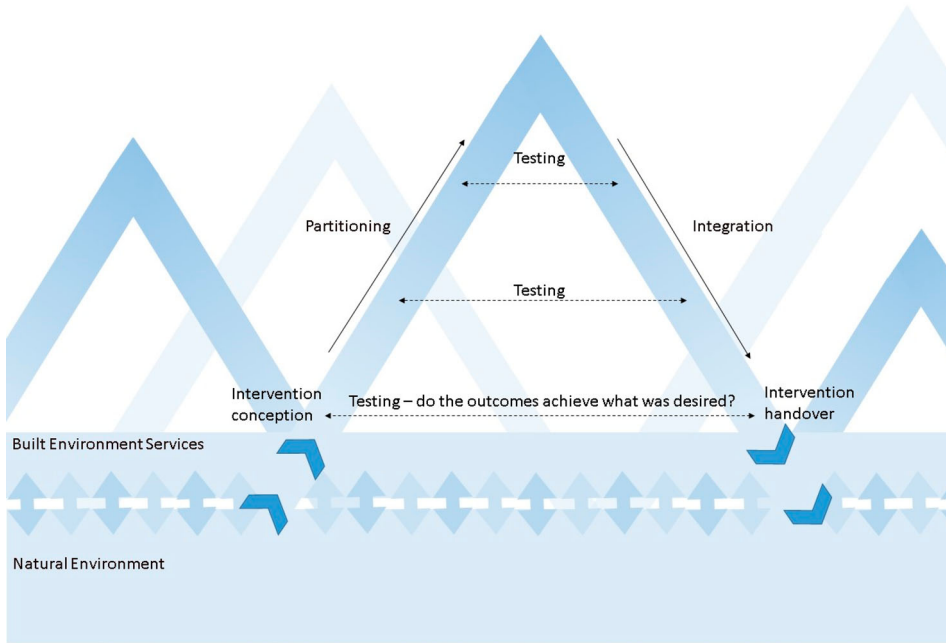 Testing
Partitioning
Integration
Testing
Intervention
conception
Testing – do the outcomes achieve what was desired?
Intervention
handover
Built Environment Services
Natural Environment